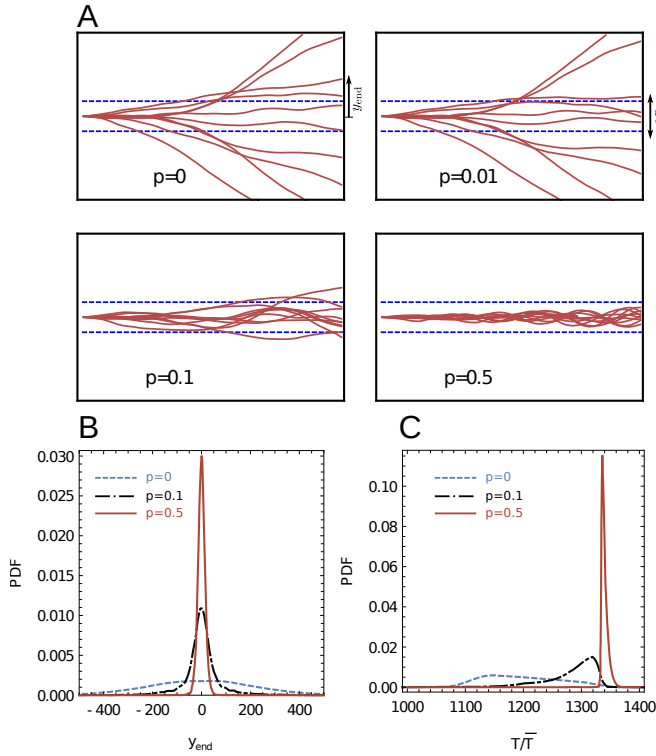 A
y_end
p=0
p=0.01
p=0.1
p=0.5
B
C
0.030
0.025
0.020
0.015
0.010
0.005
0.000
PDF
p=0
p=0.1
p=0.5
-400
-200
0
200
400
y_end
0.10
0.08
0.06
0.04
0.02
0.00
PDF
p=0
p=0.1
p=0.5
1000
1100
1200
1300
1400
T/T̅